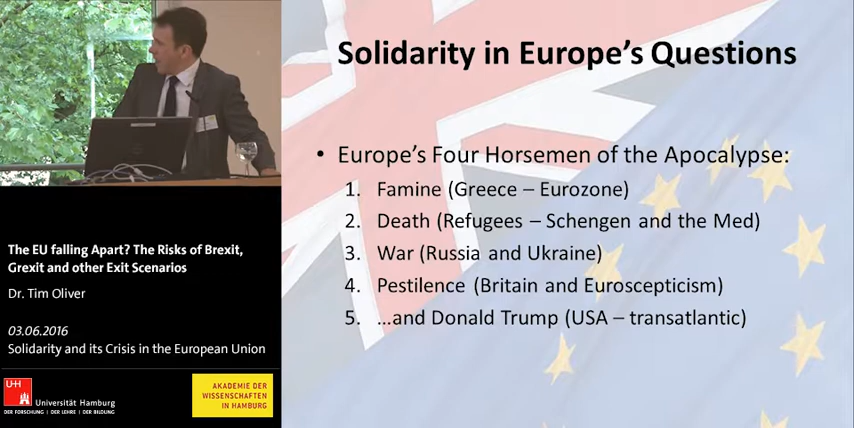 Solidarity in Europe's Questions
• Europe's Four Horsemen of the Apocalypse:
1. Famine (Greece – Eurozone)
2. Death (Refugees – Schengen and the Med)
3. War (Russia and Ukraine)
4. Pestilence (Britain and Euroscepticism)
5. …and Donald Trump (USA – transatlantic)
The EU falling Apart? The Risks of Brexit,
Grexit and other Exit Scenarios
Dr. Tim Oliver
03.06.2016
Solidarity and its Crisis in the European Union
UH
Universität Hamburg
DER FORSCHUNG | DER LEHRE | DER BILDUNG
AKADEMIE DER
WISSENSCHAFTEN
IN HAMBURG